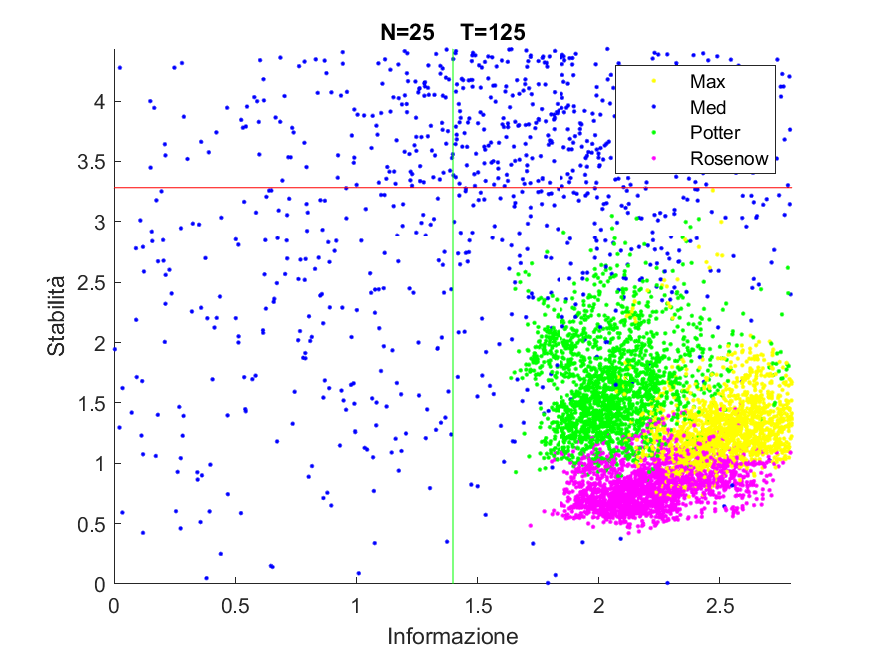 N=25 T=125
Max
Med
Potter
Rosenow
Stabilità
4
3.5
3
2.5
2
1.5
1
0.5
0
0 0.5 1 1.5 2 2.5
Informazione